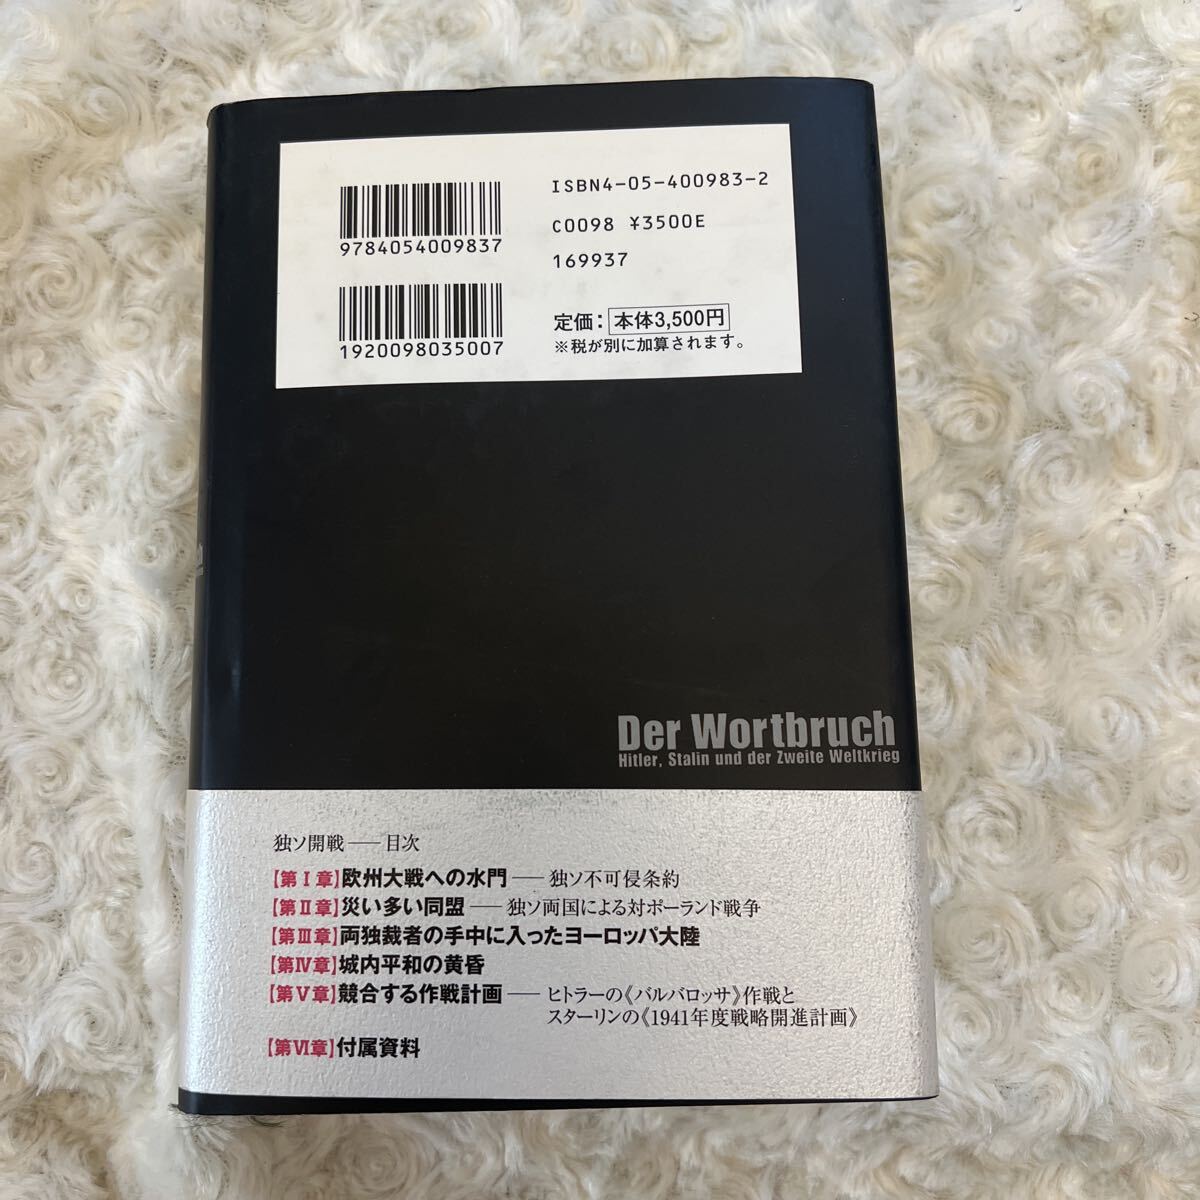 ISBN4-05-400983-2
C0098 ¥3500E
169937
9784054009837
1920098035007
定価：本体3,500円
※税が別に加算されます。
Der Wortbruch
Hitler, Stalin und der Zweite Weltkrieg
独ソ開戦――目次
【第Ⅰ章】欧州大戦への水門――独ソ不可侵条約
【第Ⅱ章】災い多い同盟――独ソ両国による対ポーランド戦争
【第Ⅲ章】両独裁者の手中に入ったヨーロッパ大陸
【第Ⅳ章】城内平和の黄昏
【第Ⅴ章】競合する作戦計画――ヒトラーの《バルバロッサ》作戦と
スターリンの《1941年度戦略開進計画》
【第Ⅵ章】付属資料